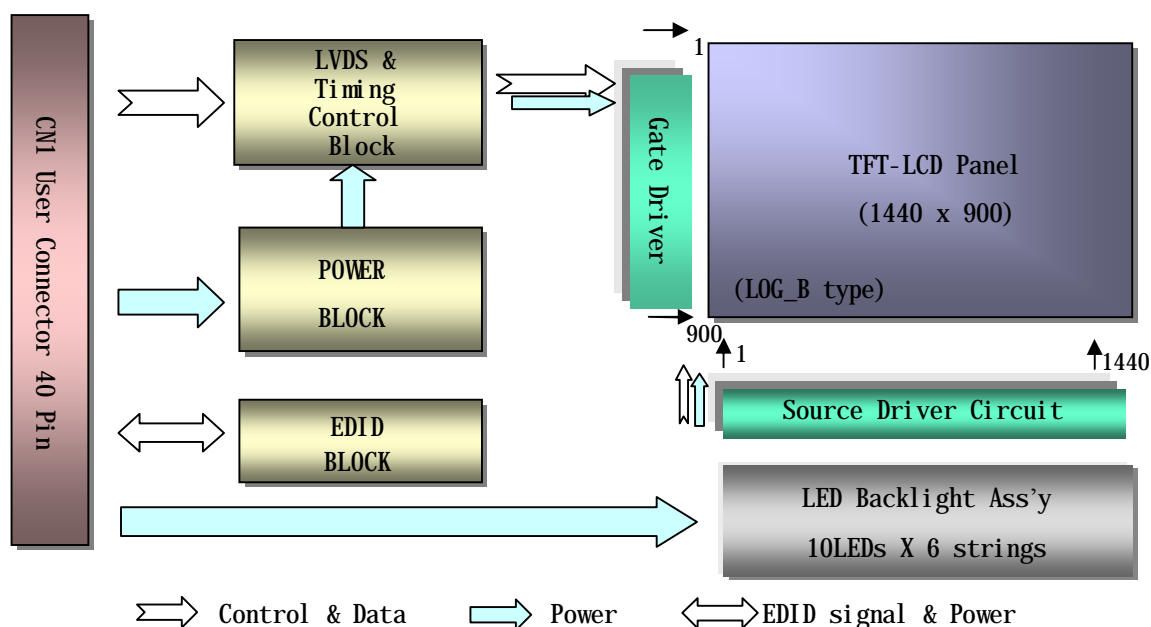 CN1 User Connector 40 Pin
LVDS &
Timing
Control
Block
POWER
BLOCK
EDID
BLOCK
Gate Driver
1
900
TFT-LCD Panel
(1440 x 900)
(LOG_B type)
1
1440
Source Driver Circuit
LED Backlight Ass'y
10LEDs X 6 strings
Control & Data
Power
EDID signal & Power